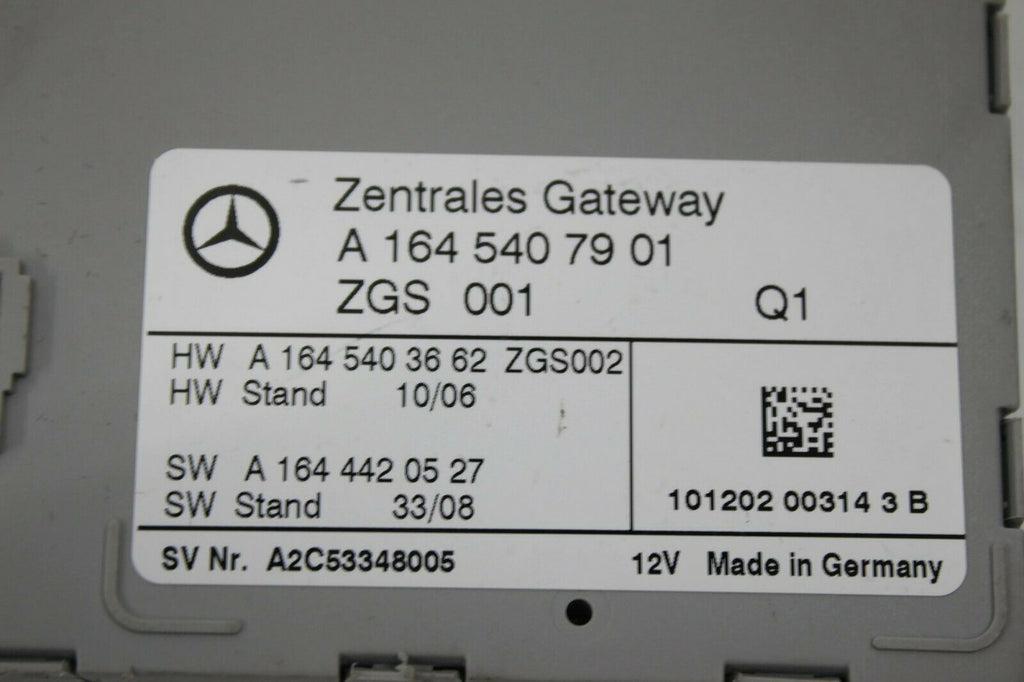 Zentrales Gateway
A 164 540 79 01
ZGS 001 Q1
HW A 164 540 36 62 ZGS002
HW Stand 10/06
SW A 164 442 05 27
SW Stand 33/08
101202 00314 3 B
SV Nr. A2C53348005 12V Made in Germany